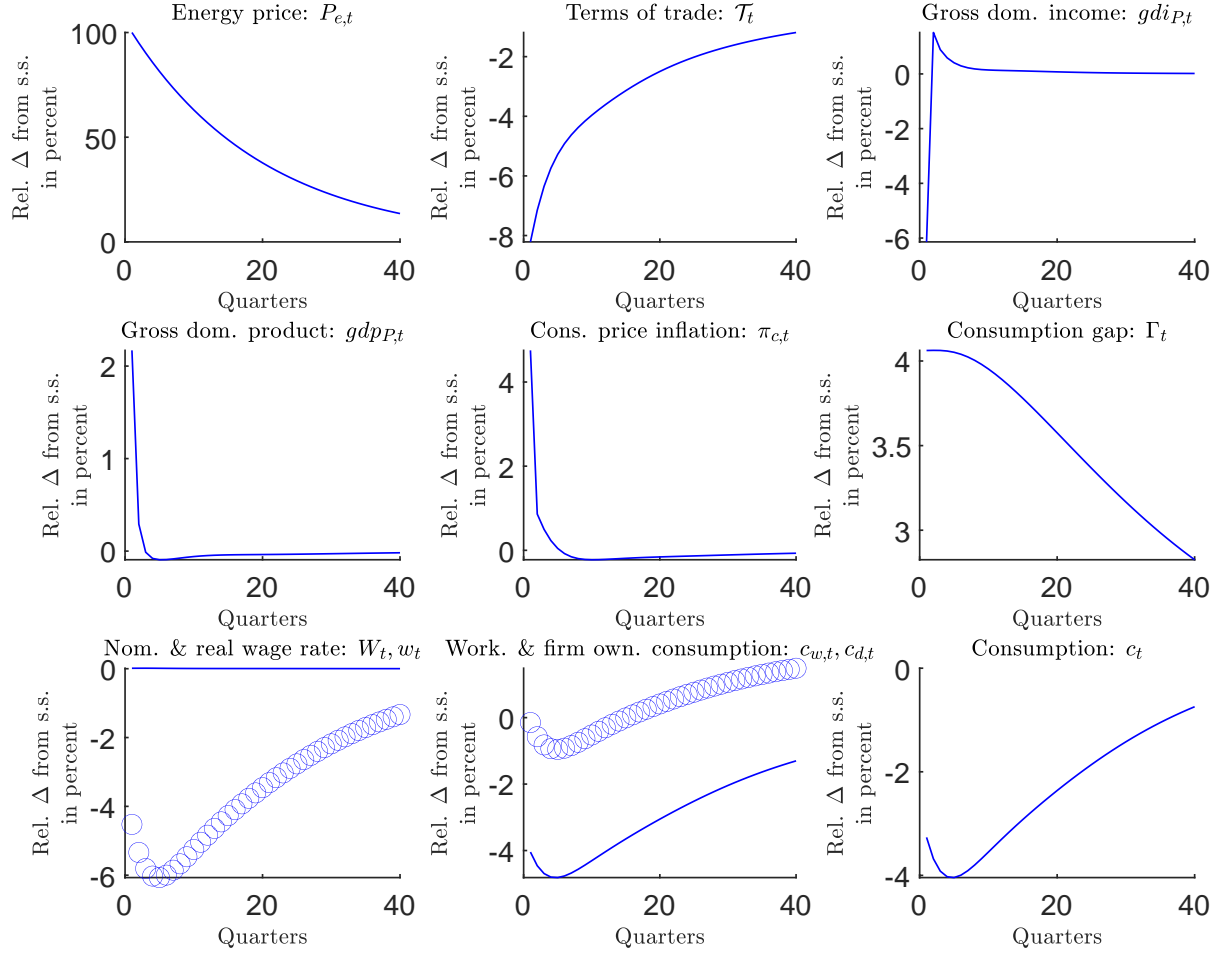 Energy price: P_{e,t}
Rel. Δ from s.s.
in percent
100
50
0
0 20 40
Quarters
Terms of trade: 𝒯_t
Rel. Δ from s.s.
in percent
-2
-4
-6
-8
0 20 40
Quarters
Gross dom. income: gdi_{P,t}
Rel. Δ from s.s.
in percent
0
-2
-4
-6
0 20 40
Quarters
Gross dom. product: gdp_{P,t}
Rel. Δ from s.s.
in percent
2
1
0
0 20 40
Quarters
Cons. price inflation: π_{c,t}
Rel. Δ from s.s.
in percent
4
2
0
0 20 40
Quarters
Consumption gap: Γ_t
Rel. Δ from s.s.
in percent
4
3.5
3
0 20 40
Quarters
Nom. & real wage rate: W_t, w_t
Rel. Δ from s.s.
in percent
0
-2
-4
-6
0 20 40
Quarters
Work. & firm own. consumption: c_{w,t}, c_{d,t}
Rel. Δ from s.s.
in percent
0
-2
-4
0 20 40
Quarters
Consumption: c_t
Rel. Δ from s.s.
in percent
0
-2
-4
0 20 40
Quarters